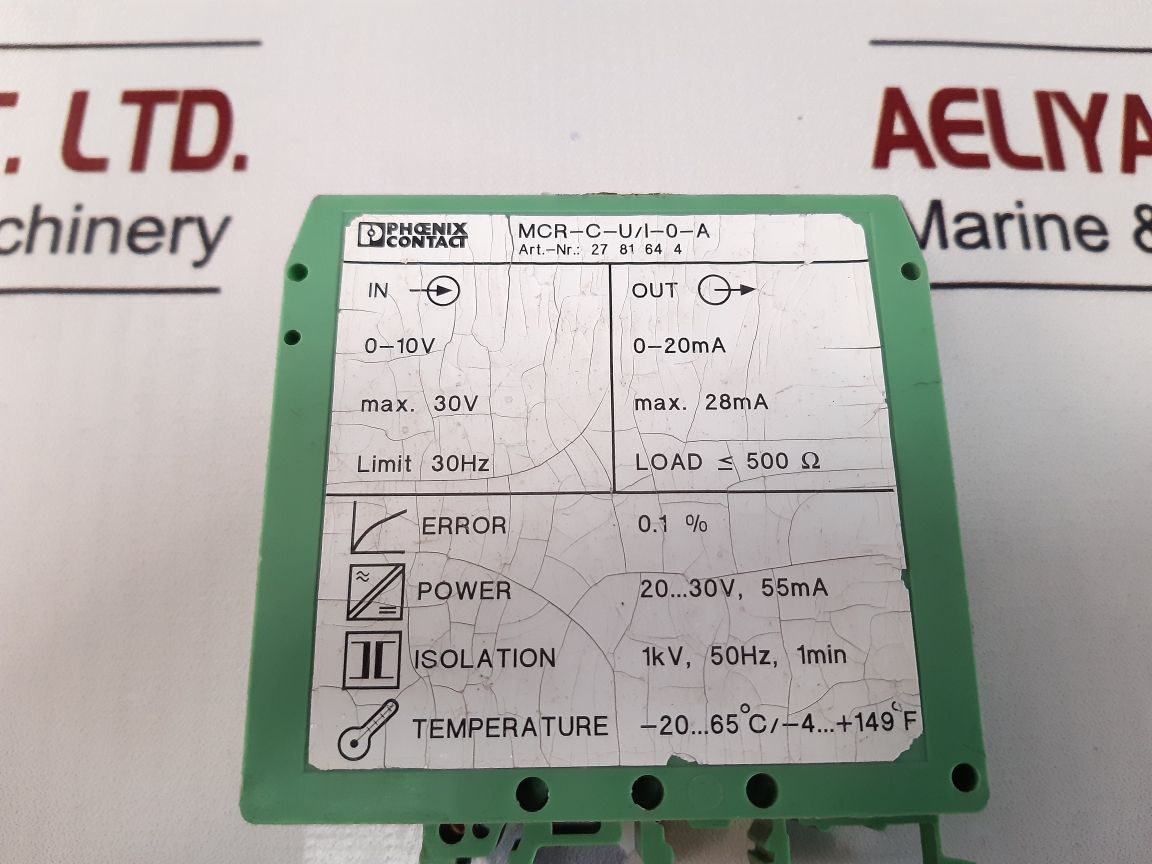 LTD.
chinery
AELIYA
Marine &
PHŒNIX
CONTACT
MCR-C-U/I-0-A
Art.-Nr.: 27 81 64 4
IN
0-10V
max. 30V
Limit 30Hz
OUT
0-20mA
max. 28mA
LOAD ≤ 500 Ω
ERROR 0.1 %
POWER 20...30V, 55mA
ISOLATION 1kV, 50Hz, 1min
TEMPERATURE -20...65°C/-4...+149°F